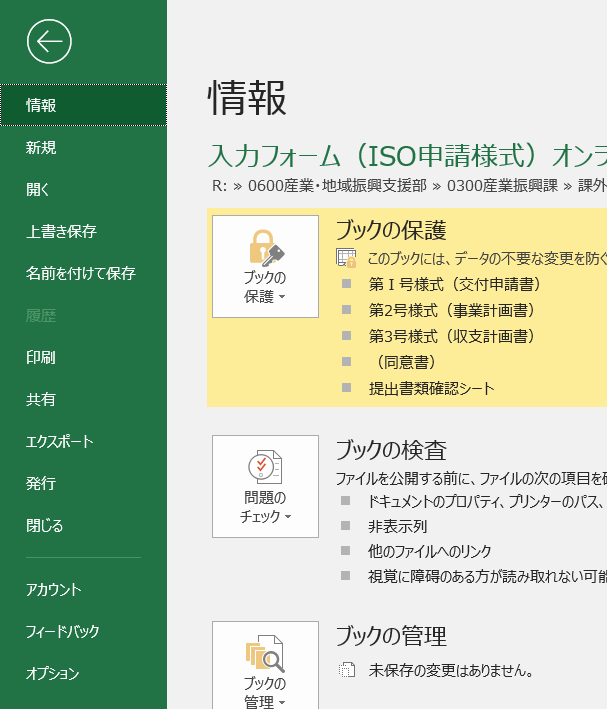 情報
新規
開く
上書き保存
名前を付けて保存
履歴
印刷
共有
エクスポート
発行
閉じる
アカウント
フィードバック
オプション
情報
入力フォーム（ISO申請様式）オンラ
R: » 0600産業・地域振興支援部 » 0300産業振興課 » 課外
ブックの
保護
ブックの保護
このブックには、データの不要な変更を防ぐ
第Ⅰ号様式（交付申請書）
第2号様式（事業計画書）
第3号様式（収支計画書）
（同意書）
提出書類確認シート
問題の
チェック
ブックの検査
ファイルを公開する前に、ファイルの次の項目を確
ドキュメントのプロパティ、プリンターのパス、
非表示列
他のファイルへのリンク
視覚に障碍のある方が読み取れない可能
ブックの
管理
ブックの管理
未保存の変更はありません。